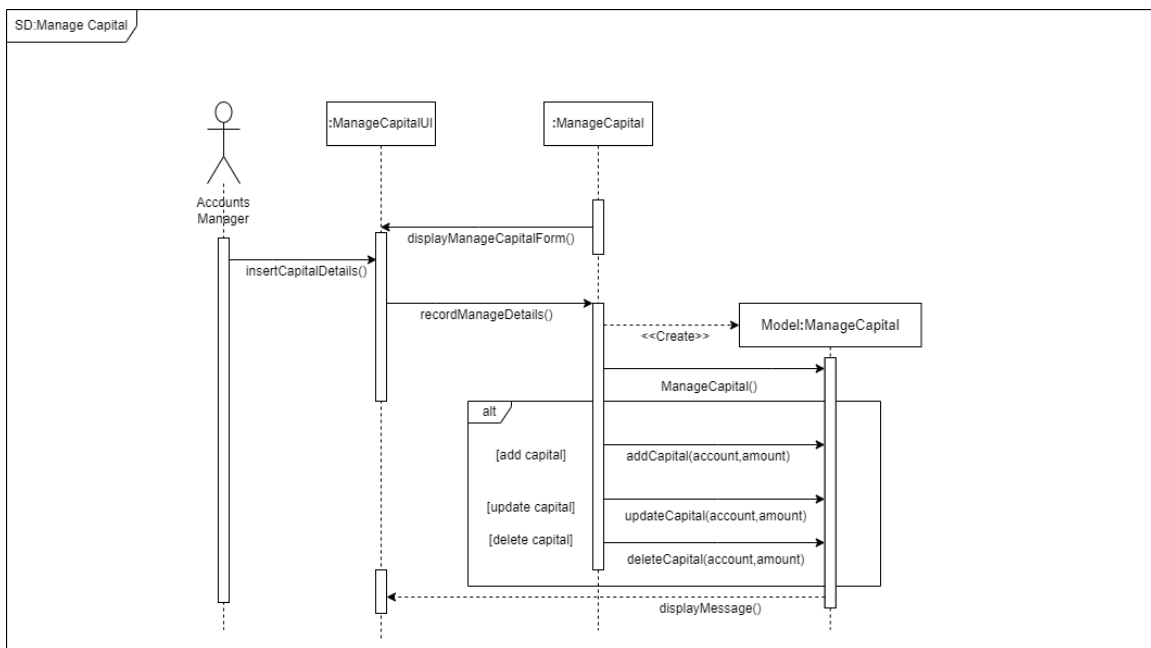 SD:Manage Capital
:ManageCapitalUI
:ManageCapital
Accounts
Manager
displayManageCapitalForm()
insertCapitalDetails()
recordManageDetails()
<<Create>>
Model:ManageCapital
ManageCapital()
alt
[add capital]
addCapital(account,amount)
[update capital]
updateCapital(account,amount)
[delete capital]
deleteCapital(account,amount)
displayMessage()